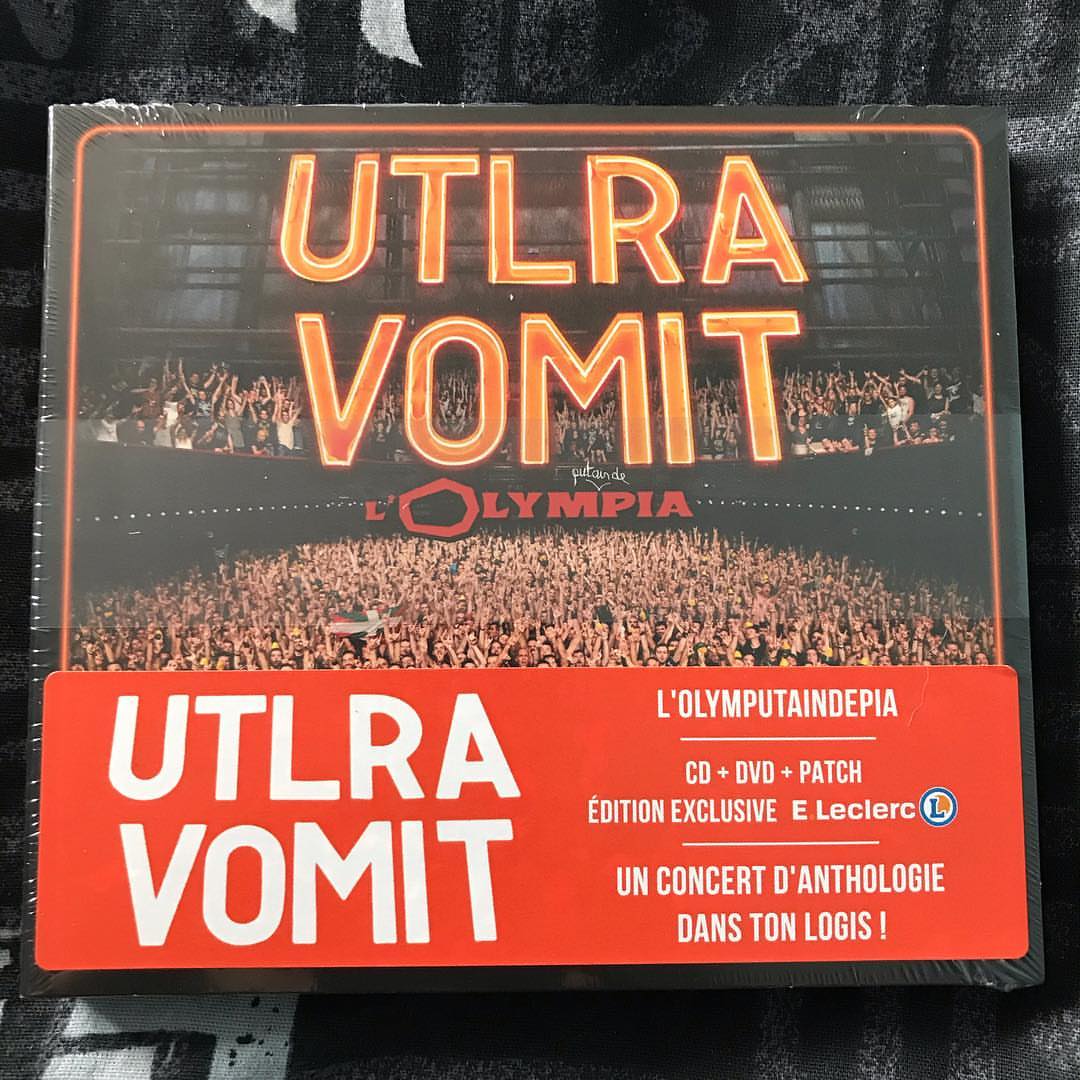 UTLRA
VOMIT
putain de
L'OLYMPIA
UTLRA
VOMIT
L'OLYMPUTAINDEPIA
CD + DVD + PATCH
ÉDITION EXCLUSIVE E.Leclerc L
UN CONCERT D'ANTHOLOGIE
DANS TON LOGIS !